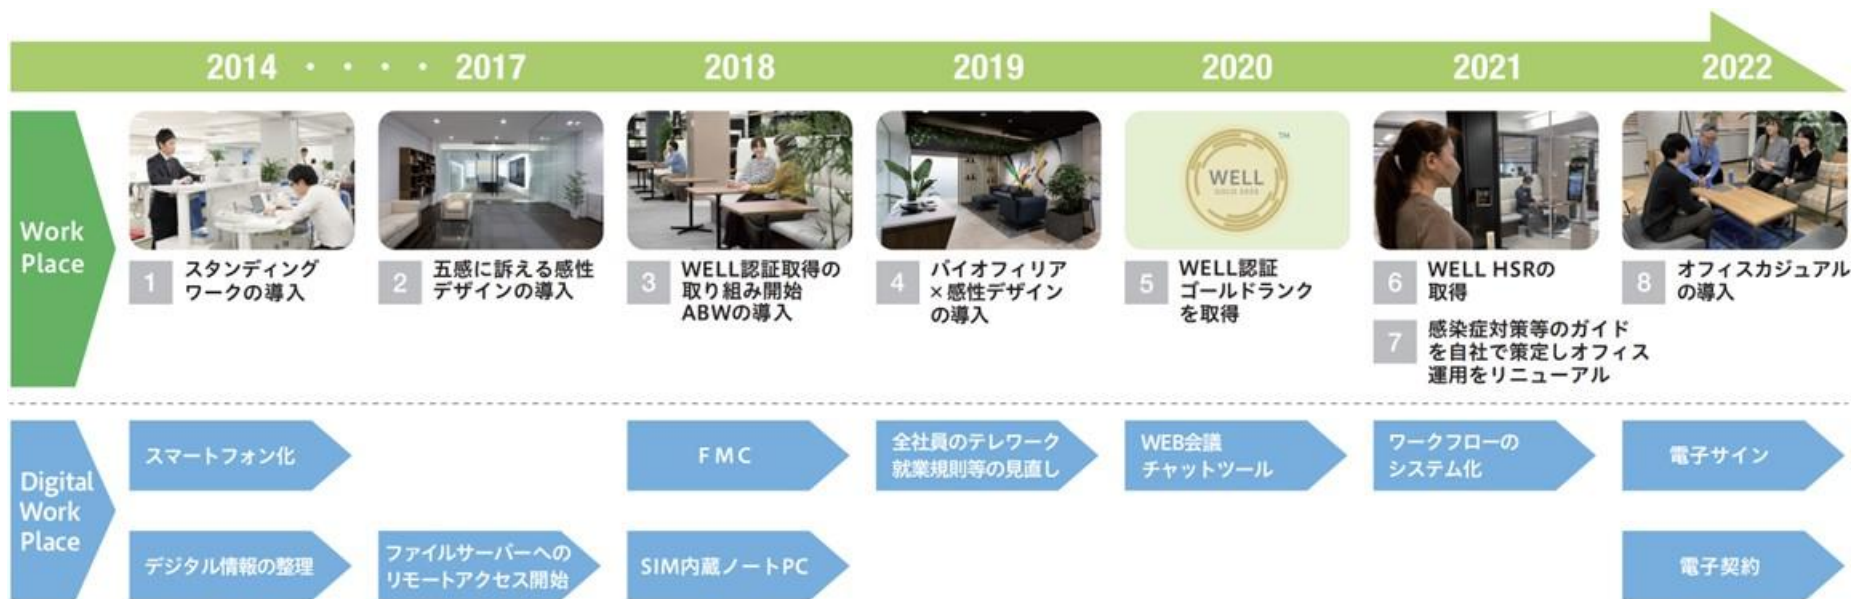 2014 ・・・・ 2017
2018
2019
2020
2021
2022
Work
Place
1 スタンディング
ワークの導入
2 五感に訴える感性
デザインの導入
3 WELL認証取得の
取り組み開始
ABWの導入
4 バイオフィリア
×感性デザイン
の導入
TM
WELL
5 WELL認証
ゴールドランク
を取得
6 WELL HSRの
取得
7 感染症対策等のガイド
を自社で策定しオフィス
運用をリニューアル
8 オフィスカジュアル
の導入
Digital
Work
Place
スマートフォン化
FMC
全社員のテレワーク
就業規則等の見直し
WEB会議
チャットツール
ワークフローの
システム化
電子サイン
デジタル情報の整理
ファイルサーバーへの
リモートアクセス開始
SIM内蔵ノートPC
電子契約